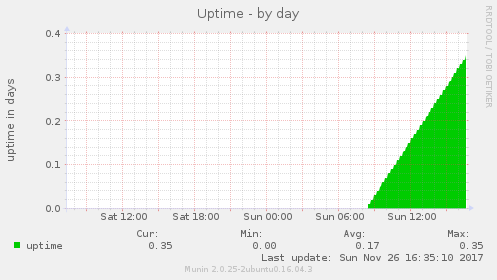 Uptime - by day
RRDTOOL / TOBI OETIKER
uptime in days
0.4
0.3
0.2
0.1
0.0
Sat 12:00 Sat 18:00 Sun 00:00 Sun 06:00 Sun 12:00
Cur: Min: Avg: Max:
uptime 0.35 0.00 0.17 0.35
Last update: Sun Nov 26 16:35:10 2017
Munin 2.0.25-2ubuntu0.16.04.3